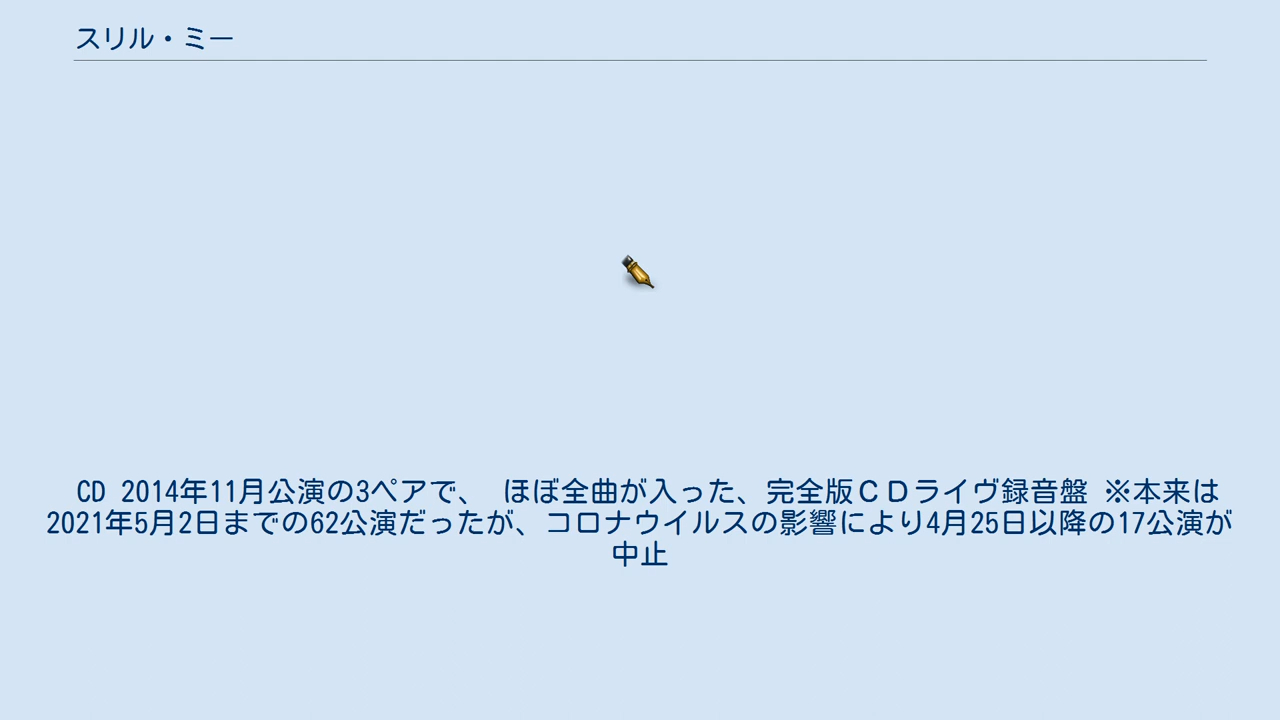 スリル・ミー
CD 2014年11月公演の3ペアで、 ほぼ全曲が入った、完全版ＣＤライヴ録音盤 ※本来は
2021年5月2日までの62公演だったが、コロナウイルスの影響により4月25日以降の17公演が
中止